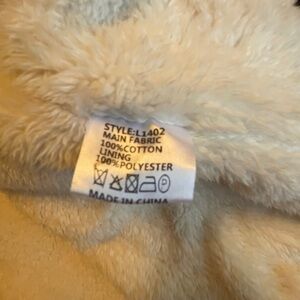 STYLE:L1402
MAIN FABRIC
100%COTTON
LINING
100%POLYESTER
MADE IN CHINA